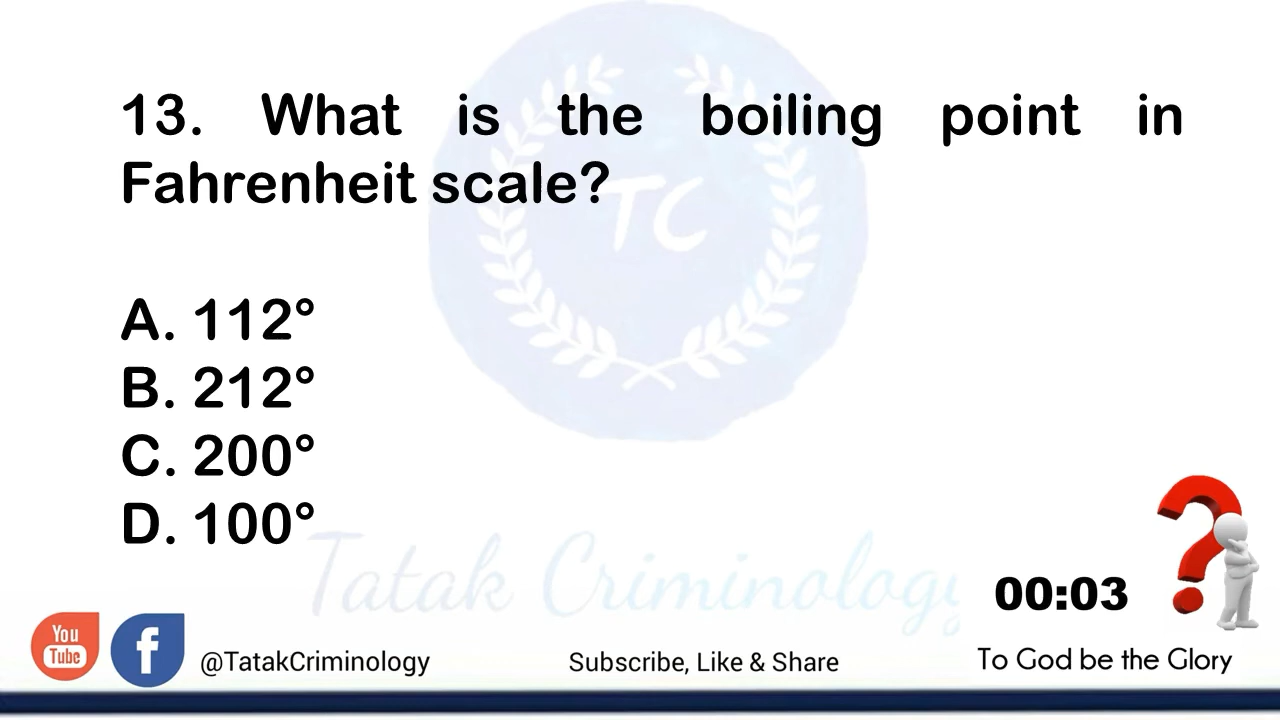 TC
13. What is the boiling point in
Fahrenheit scale?
A. 112°
B. 212°
C. 200°
D. 100°
Tatak Criminology
00:03
You
Tube
f
@TatakCriminology
Subscribe, Like & Share
To God be the Glory